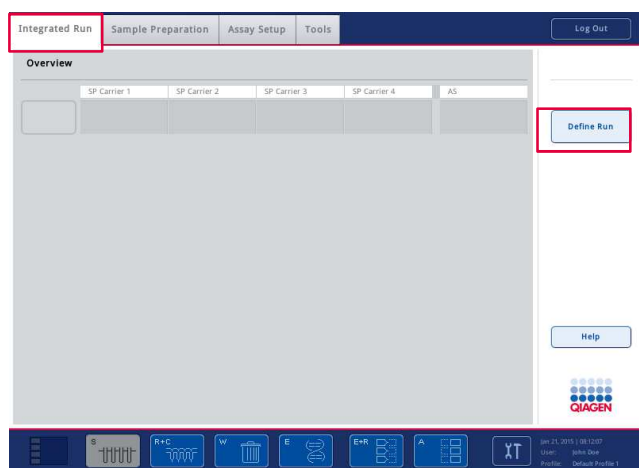 Integrated Run Sample Preparation Assay Setup Tools Log Out
Overview
SP Carrier 1 SP Carrier 2 SP Carrier 3 SP Carrier 4 AS
Define Run
Help
QIAGEN
S R+C W E E+R A
Jan 21, 2015 | 08:12:07
User: John Doe
Profile: Default Profile 1